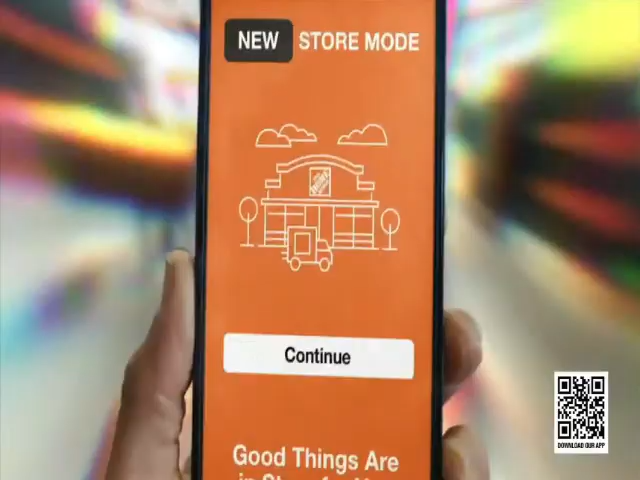 NEW STORE MODE
Continue
Good Things Are
DOWNLOAD OUR APP